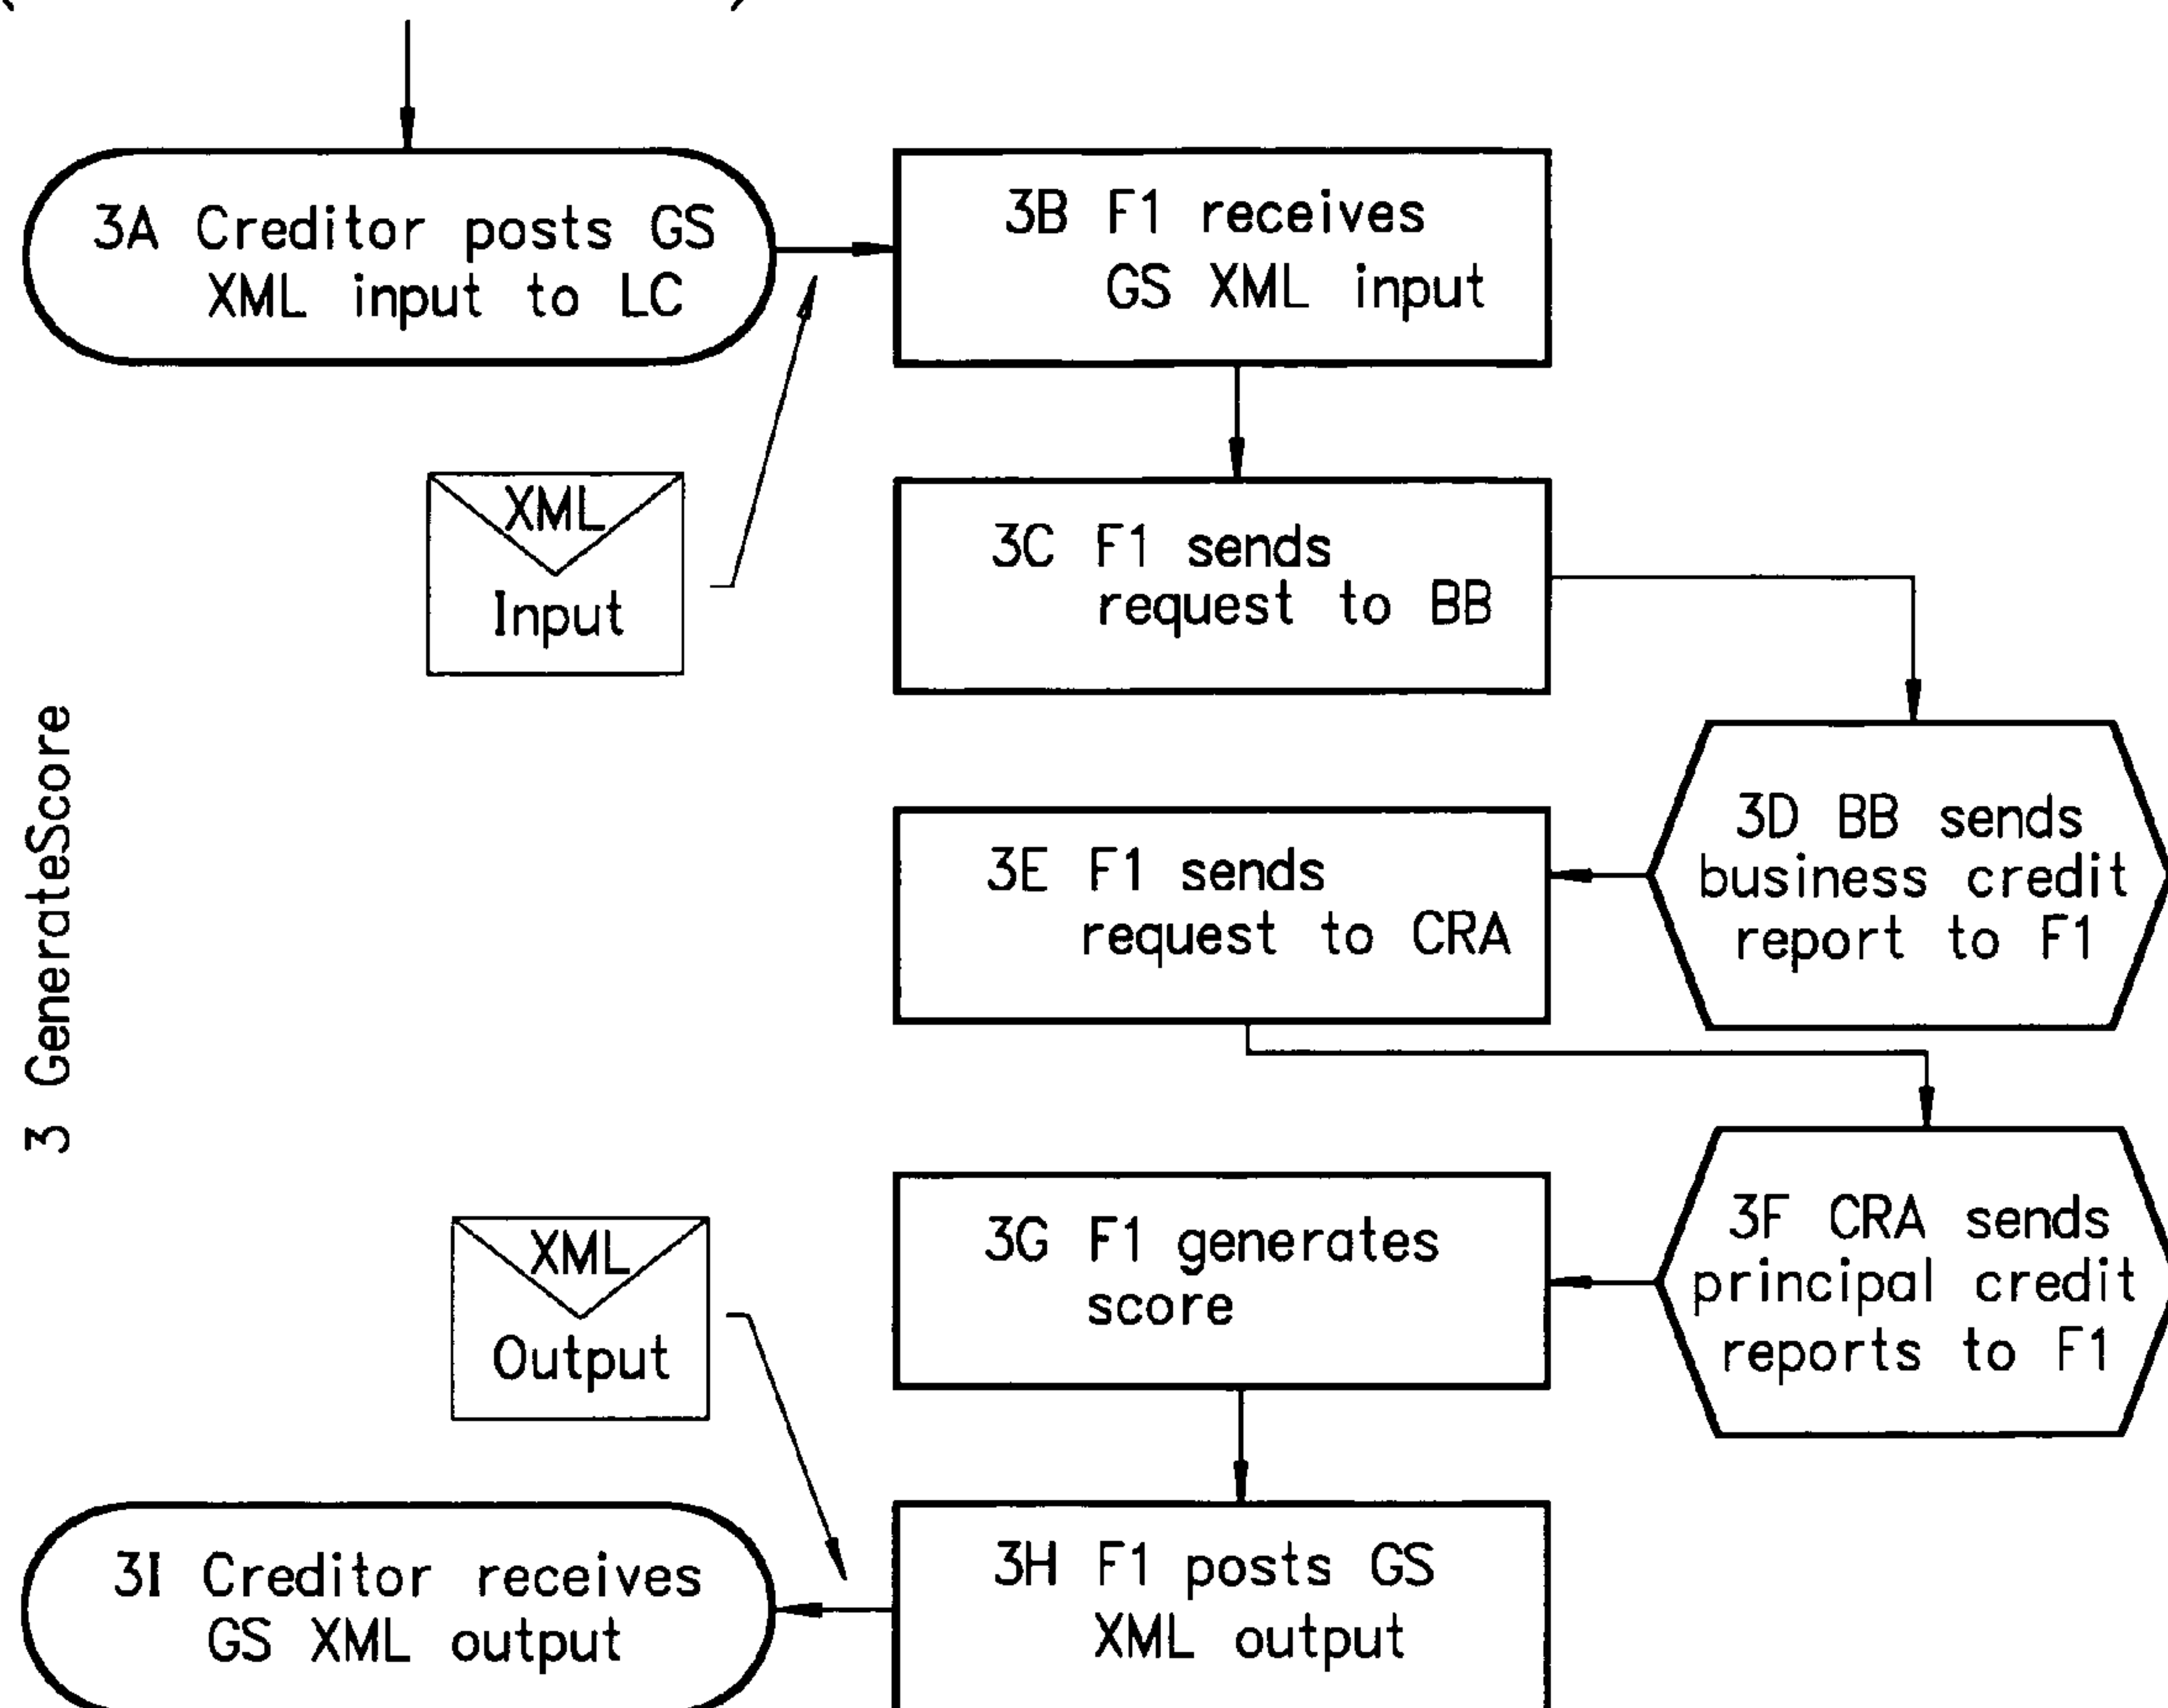 3A Creditor posts GS
XML input to LC
3B F1 receives
GS XML input
XML
Input
3C F1 sends
request to BB
3D BB sends
business credit
report to F1
3E F1 sends
request to CRA
3 GenerateScore
3F CRA sends
principal credit
reports to F1
3G F1 generates
score
XML
Output
3H F1 posts GS
XML output
3I Creditor receives
GS XML output